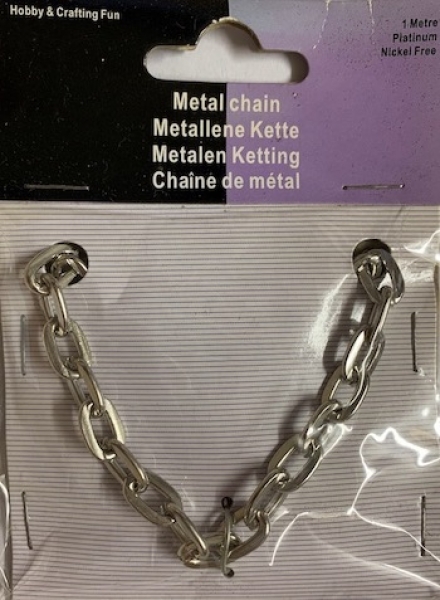 Hobby & Crafting Fun
1 Metre
Platinum
Nickel Free
Metal chain
Metallene Kette
Metalen Ketting
Chaîne de métal